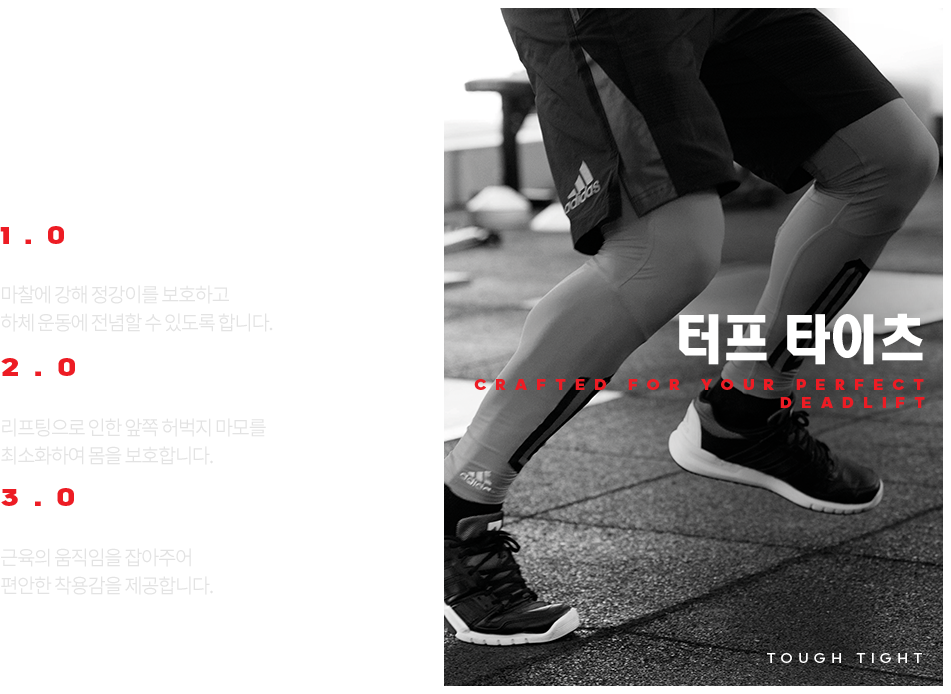 1.0
마찰에 강해 정강이를 보호하고
하체 운동에 전념할 수 있도록 합니다.
2.0
리프팅으로 인한 앞쪽 허벅지 마모를
최소화하여 몸을 보호합니다.
3.0
근육의 움직임을 잡아주어
편안한 착용감을 제공합니다.
adidas
터프 타이츠
CRAFTED FOR YOUR PERFECT
DEADLIFT
adidas
TOUGH TIGHT